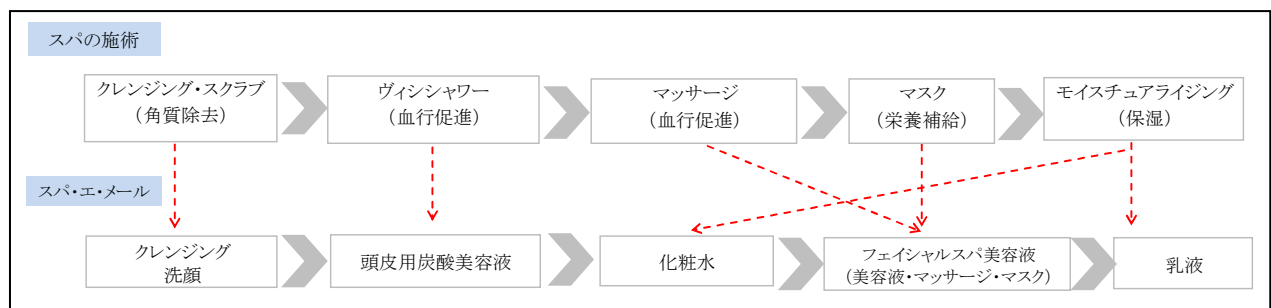 スパの施術
クレンジング・スクラブ
（角質除去）
ヴィシシャワー
（血行促進）
マッサージ
（血行促進）
マスク
（栄養補給）
モイスチュアライジング
（保湿）
スパ・エ・メール
クレンジング
洗顔
頭皮用炭酸美容液
化粧水
フェイシャルスパ美容液
（美容液・マッサージ・マスク）
乳液